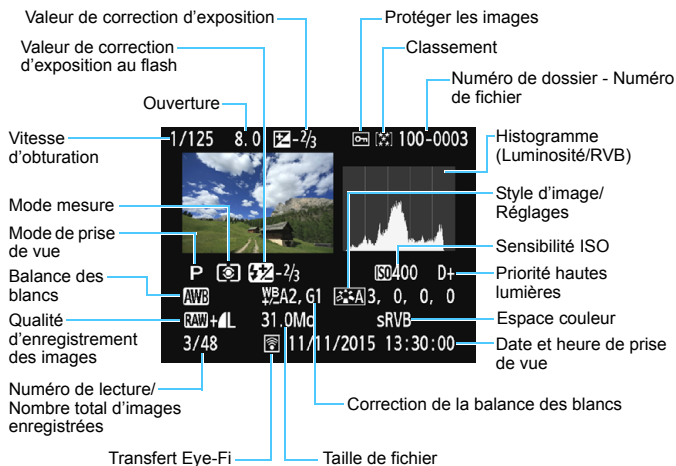 Valeur de correction d'exposition
Protéger les images
Valeur de correction
d'exposition au flash
Classement
Numéro de dossier - Numéro
de fichier
Ouverture
Vitesse
d'obturation
1/125 8.0 -2/3 100-0003
Histogramme
(Luminosité/RVB)
Mode mesure
Style d'image/
Réglages
Mode de prise
de vue
Sensibilité ISO
P -2/3 ISO400 D+
Balance des
blancs
Priorité hautes
lumières
AWB WB A2, G1 A 3, 0, 0, 0
Qualité
d'enregistrement
des images
RAW+L 31.0Mo sRVB
Espace couleur
3/48 11/11/2015 13:30:00
Date et heure de prise
de vue
Numéro de lecture/
Nombre total d'images
enregistrées
Correction de la balance des blancs
Transfert Eye-Fi
Taille de fichier